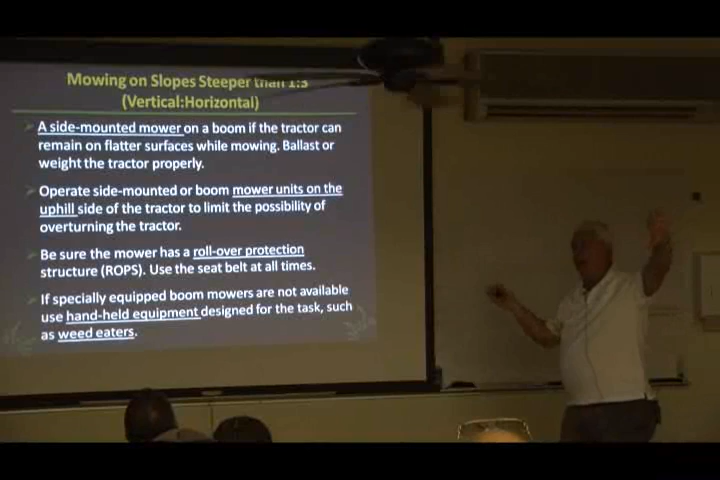 Mowing on Slopes Steeper than 1:3
(Vertical:Horizontal)
A side-mounted mower on a boom if the tractor can
remain on flatter surfaces while mowing. Ballast or
weight the tractor properly.
Operate side-mounted or boom mower units on the
uphill side of the tractor to limit the possibility of
overturning the tractor.
Be sure the mower has a roll-over protection
structure (ROPS). Use the seat belt at all times.
If specially equipped boom mowers are not available
use hand-held equipment designed for the task, such
as weed eaters.